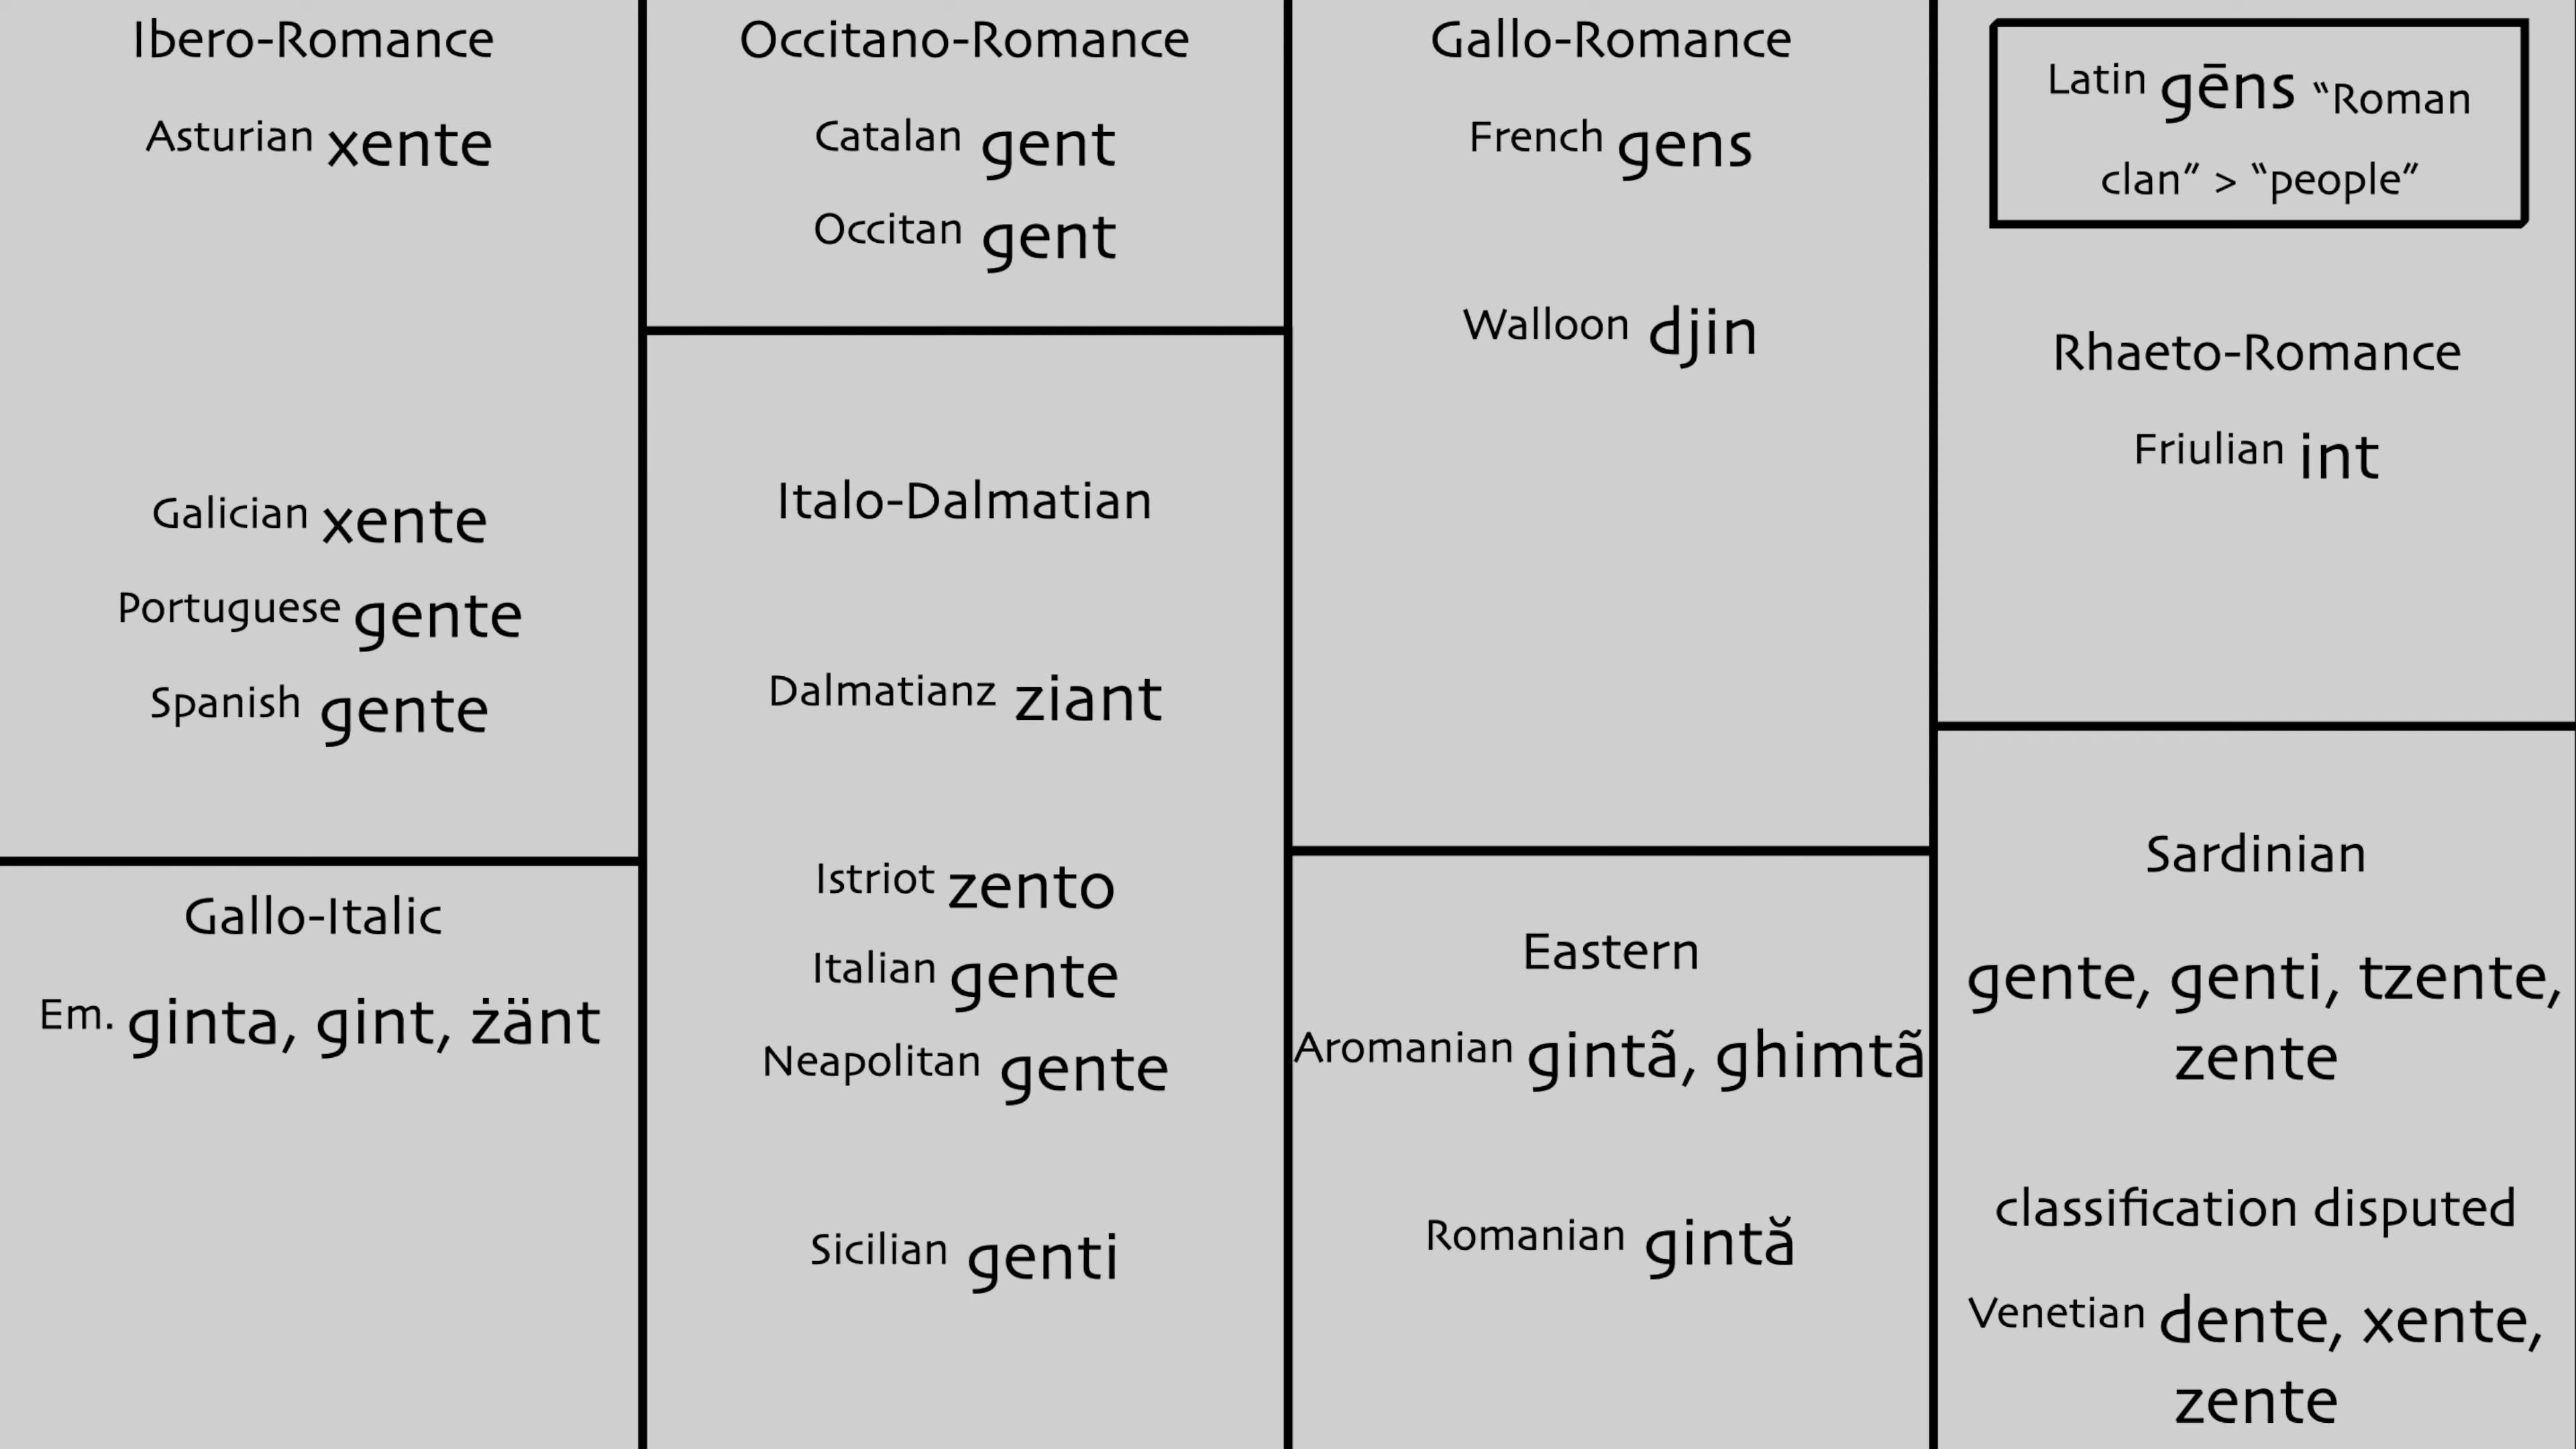 Ibero-Romance
Asturian xente
Galician xente
Portuguese gente
Spanish gente
Gallo-Italic
Em. ginta, gint, żänt
Occitano-Romance
Catalan gent
Occitan gent
Italo-Dalmatian
Dalmatianz ziant
Istriot zento
Italian gente
Neapolitan gente
Sicilian genti
Gallo-Romance
French gens
Walloon djin
Eastern
Aromanian gintã, ghimtã
Romanian gintă
Latin gēns “Roman
clan” > “people”
Rhaeto-Romance
Friulian int
Sardinian
gente, genti, tzente,
zente
classification disputed
Venetian dente, xente,
zente